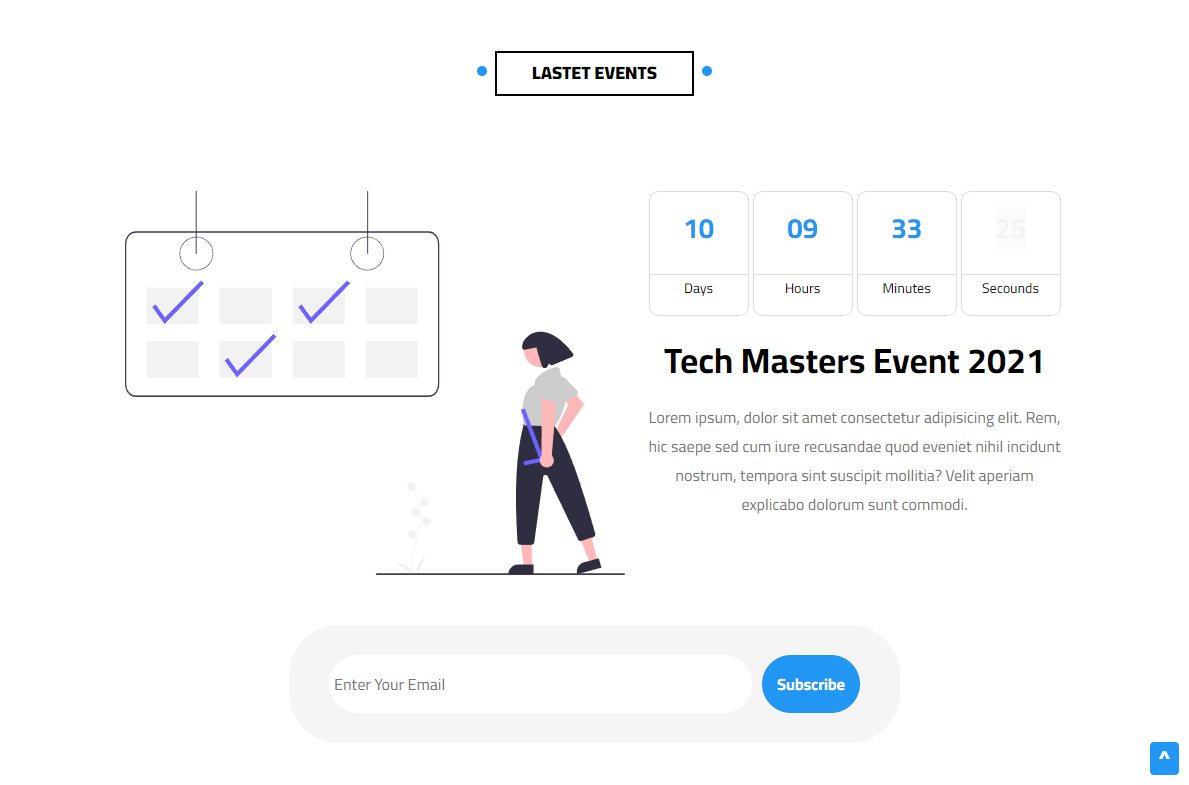 LASTET EVENTS
10 09 33 25
Days Hours Minutes Secounds
Tech Masters Event 2021
Lorem ipsum, dolor sit amet consectetur adipisicing elit. Rem,
hic saepe sed cum iure recusandae quod eveniet nihil incidunt
nostrum, tempora sint suscipit mollitia? Velit aperiam
explicabo dolorum sunt commodi.
Enter Your Email Subscribe
^